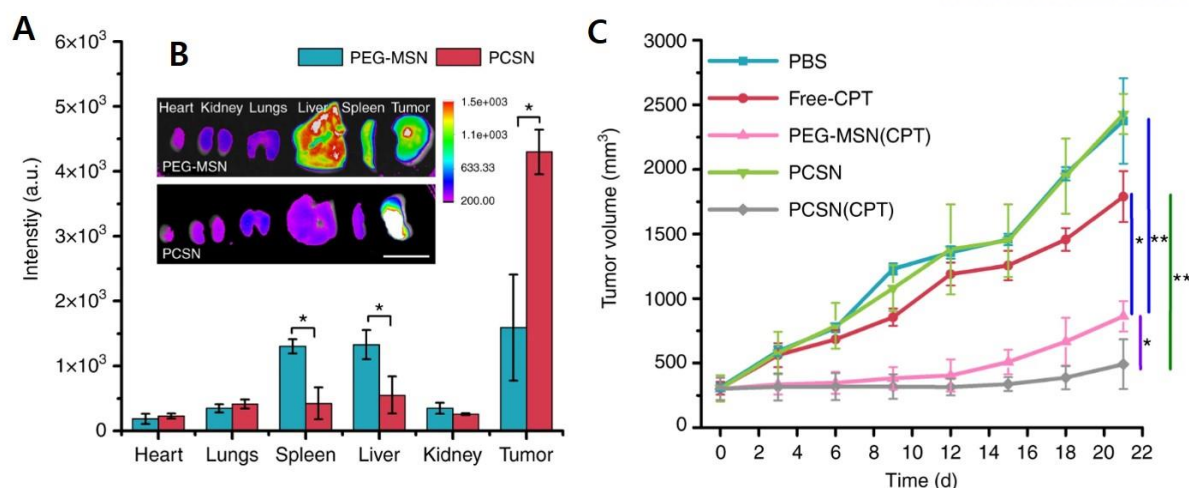 A
B
C
Intenstiy (a.u.)
6×10³
5×10³
4×10³
3×10³
2×10³
1×10³
0
PEG-MSN
PCSN
Heart Kidney Lungs Liver Spleen Tumor
PEG-MSN
PCSN
1.5e+003
1.1e+003
633.33
200.00
*
*
*
Heart Lungs Spleen Liver Kidney Tumor
Tumor volume (mm³)
3000
2500
2000
1500
1000
500
0
PBS
Free-CPT
PEG-MSN(CPT)
PCSN
PCSN(CPT)
* ** **
*
0 2 4 6 8 10 12 14 16 18 20 22
Time (d)